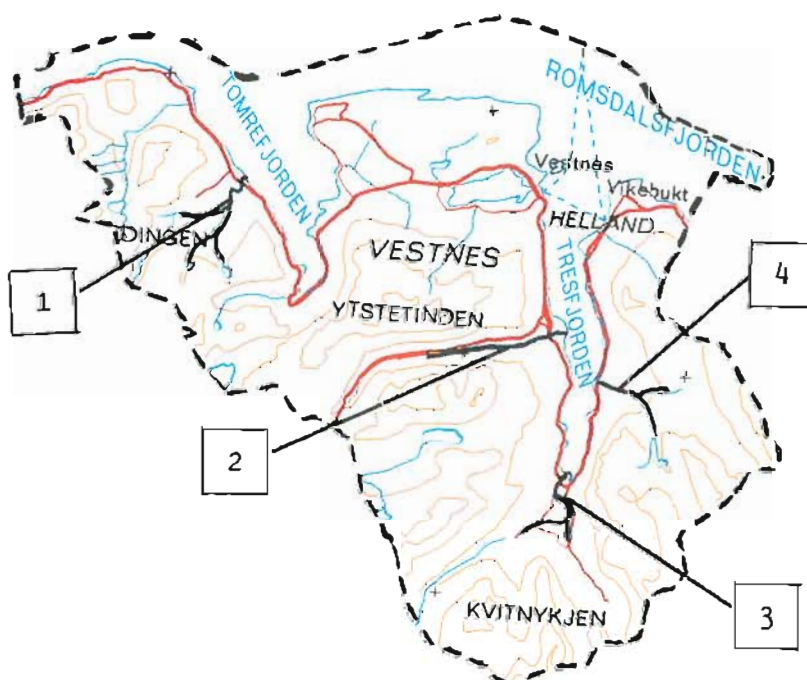 ROMSDALSFJORDEN
TOMREFJORDEN
Vestnes
Vikebukt
HELLAND
DINGEN
VESTNES
4
1
YTSTETINDEN
TRESFJORDEN
2
3
KVITNYKJEN